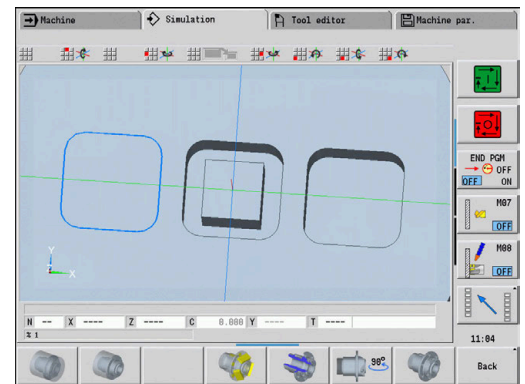 Machine
Simulation
Tool editor
Machine par.
END PGM
OFF
OFF ON
M07
OFF
M08
OFF
Y
Z X
N -- X ---- Z ---- C 0.000 Y ---- T ----
% 1
11:04
90°
Back